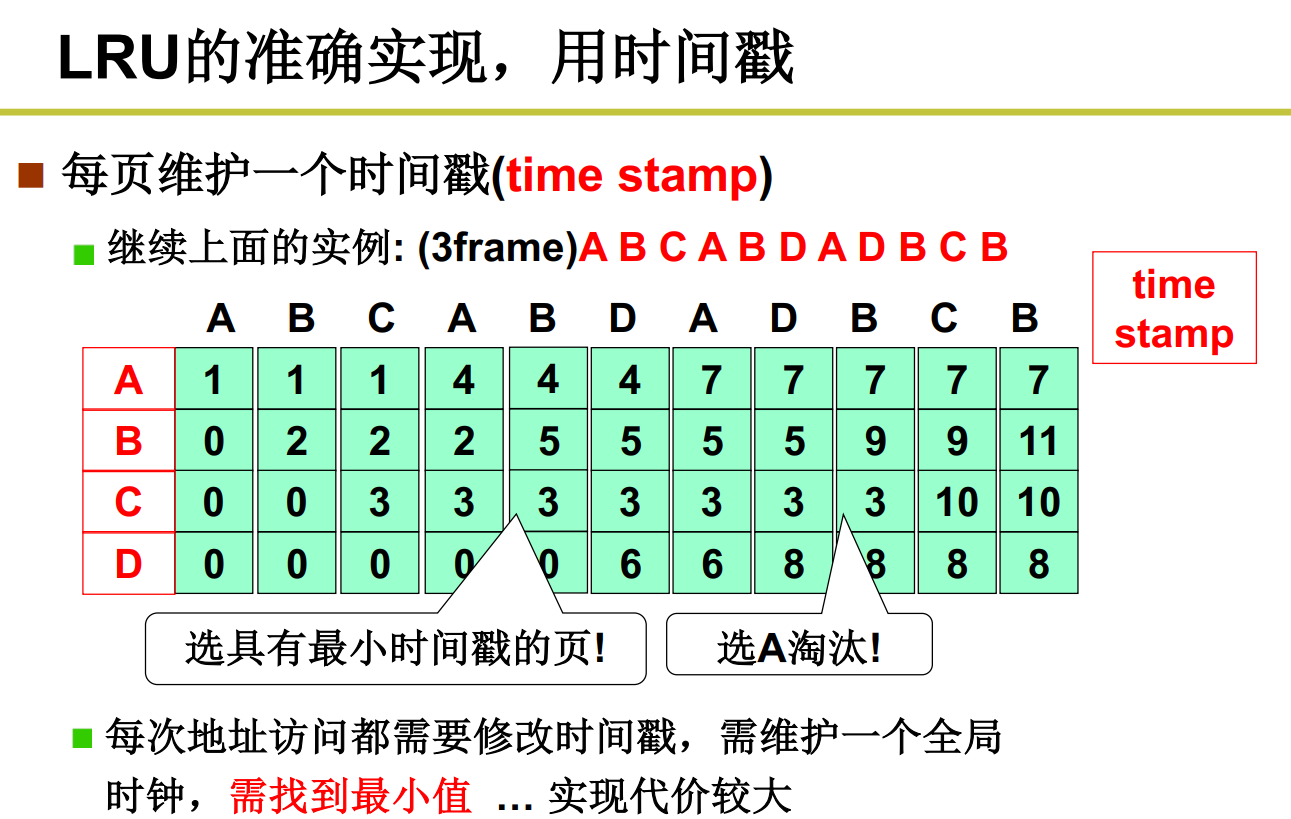 LRU的准确实现，用时间戳
每页维护一个时间戳(time stamp)
继续上面的实例: (3frame)A B C A B D A D B C B
time
stamp
A B C A B D A D B C B
A 1 1 1 4 4 4 7 7 7 7 7
B 0 2 2 2 5 5 5 5 9 9 11
C 0 0 3 3 3 3 3 3 3 10 10
D 0 0 0 0 0 6 6 8 8 8 8
选具有最小时间戳的页!
选A淘汰!
每次地址访问都需要修改时间戳，需维护一个全局
时钟，需找到最小值 … 实现代价较大